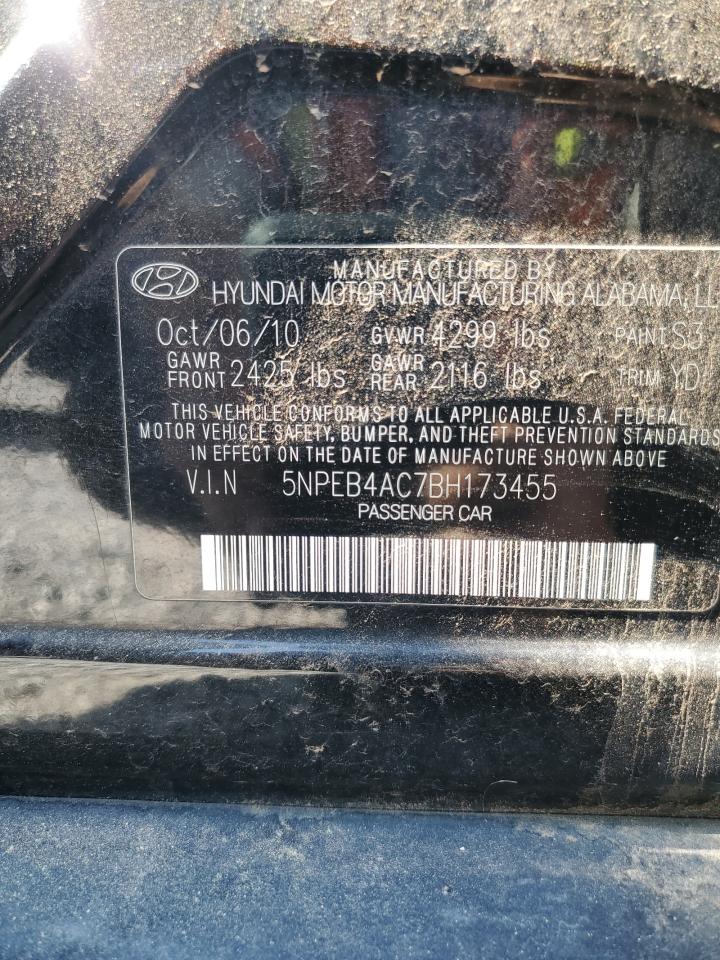 MANUFACTURED BY
HYUNDAI MOTOR MANUFACTURING ALABAMA,
Oct/06/10 GVWR 4299 lbs PAINT S3
GAWR FRONT 2425 lbs GAWR REAR 2116 lbs TRIM YD
THIS VEHICLE CONFORMS TO ALL APPLICABLE U.S.A. FEDERAL
MOTOR VEHICLE SAFETY, BUMPER, AND THEFT PREVENTION STANDARDS
IN EFFECT ON THE DATE OF MANUFACTURE SHOWN ABOVE
V.I.N 5NPEB4AC7BH173455
PASSENGER CAR